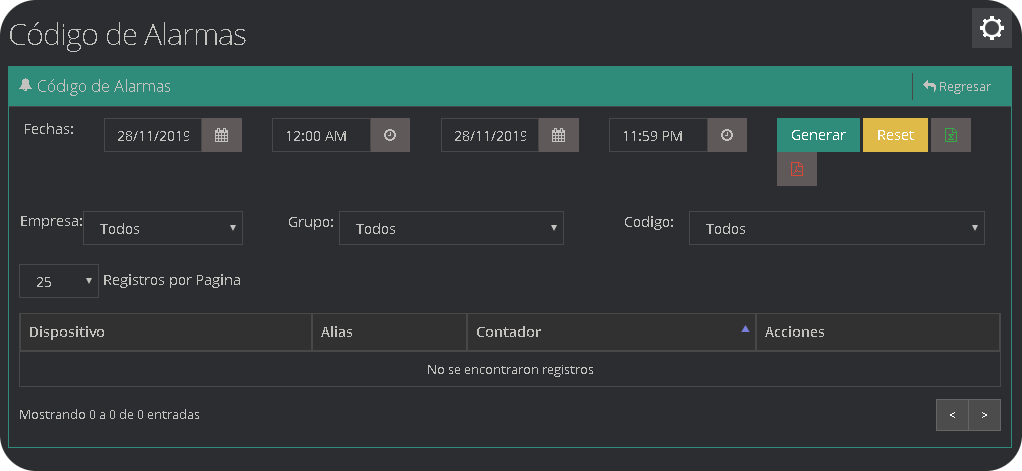 Código de Alarmas
Código de Alarmas
Regresar
Fechas: 28/11/2019 12:00 AM 28/11/2019 11:59 PM Generar Reset
Empresa: Todos Grupo: Todos Codigo: Todos
25 Registros por Pagina
Dispositivo Alias Contador Acciones
No se encontraron registros
Mostrando 0 a 0 de 0 entradas < >